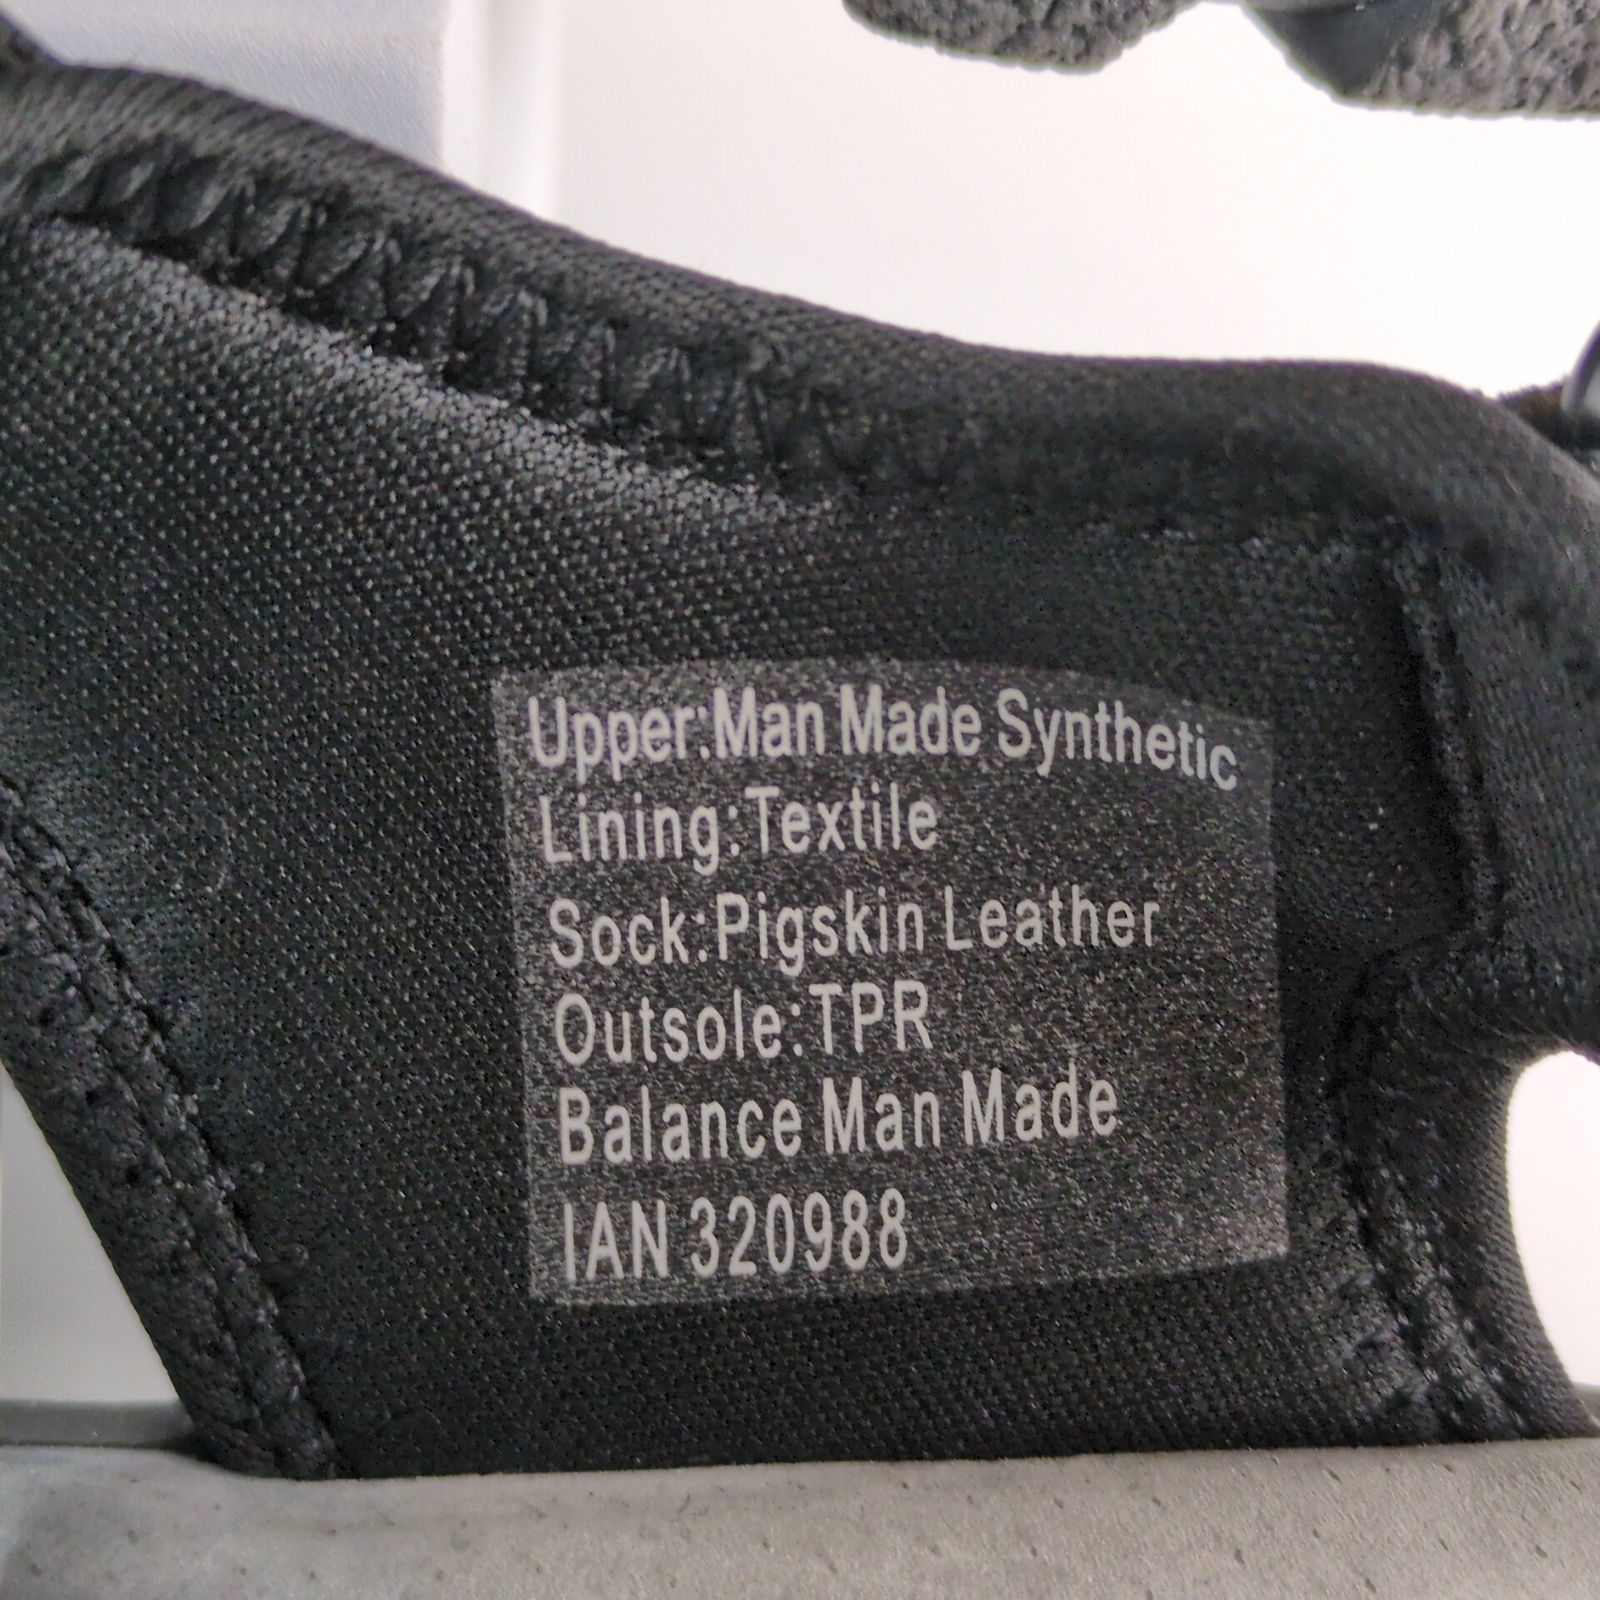 Upper:Man Made Synthetic
Lining:Textile
Sock:Pigskin Leather
Outsole:TPR
Balance Man Made
IAN 320988